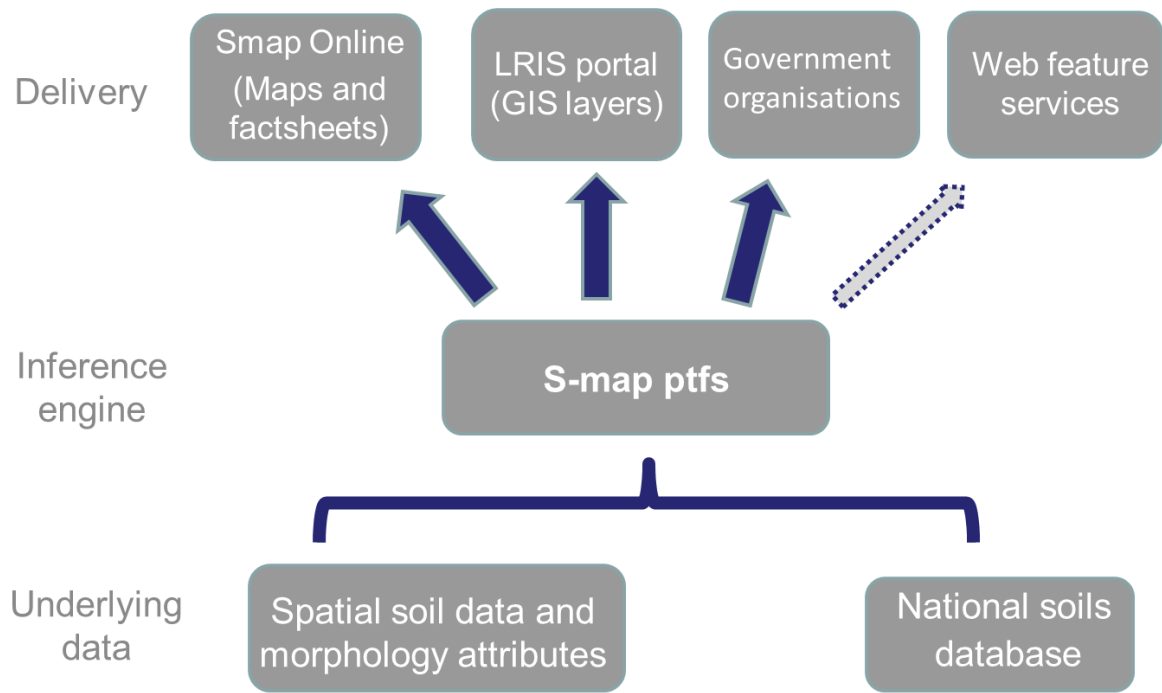 Delivery
Smap Online
(Maps and
factsheets)
LRIS portal
(GIS layers)
Government
organisations
Web feature
services
Inference
engine
S-map ptfs
Underlying
data
Spatial soil data and
morphology attributes
National soils
database